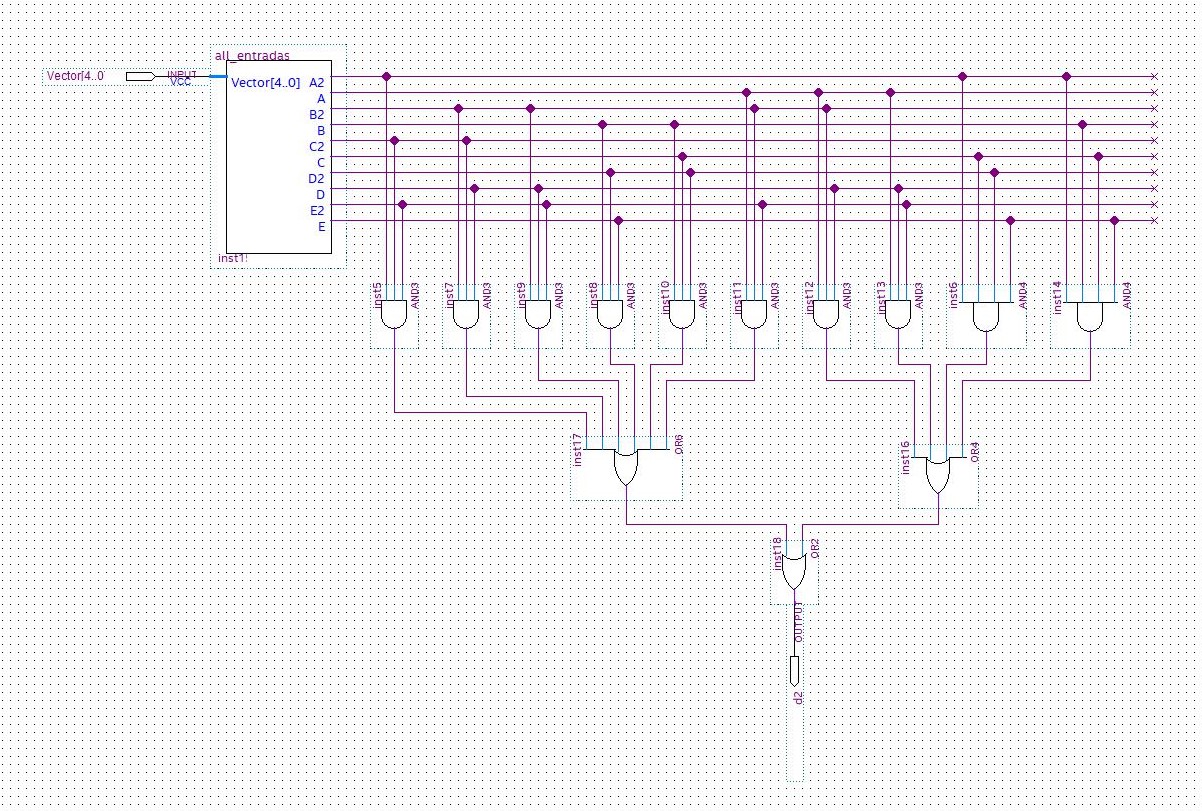 all_entradas
Vector[4..0
INPUT
VCC
Vector[4..0]
A2
A
B2
B
C2
C
D2
D
E2
E
inst1
inst5
AND3
inst7
AND3
inst9
AND3
inst8
AND3
inst10
AND3
inst11
AND3
inst12
AND3
inst13
AND3
inst6
AND4
inst14
AND4
inst17
OR6
inst16
OR4
inst18
OR2
OUTPUT
d2